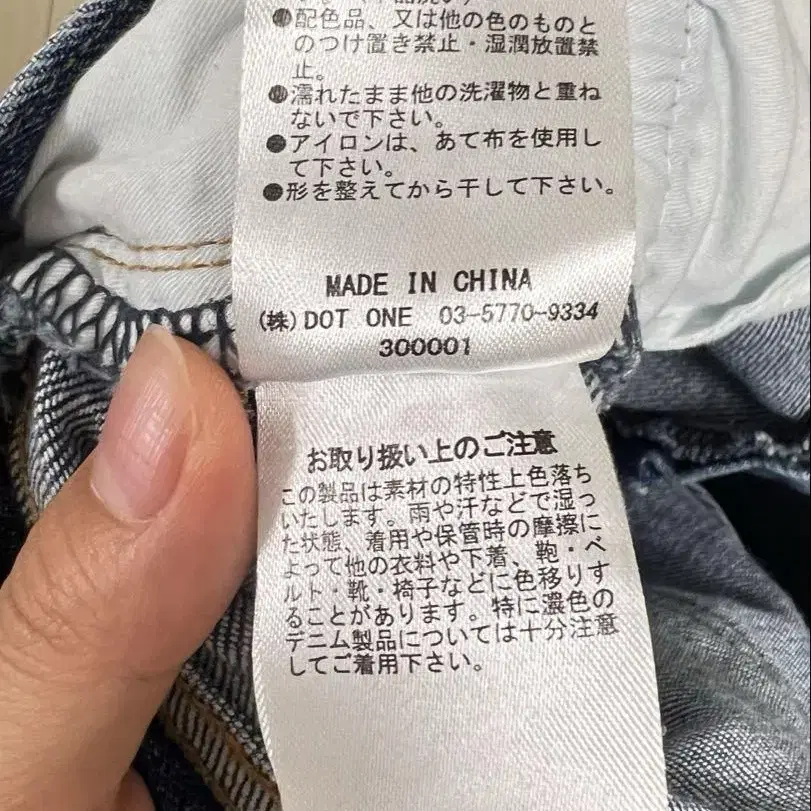 ●配色品、又は他の色のものと
のつけ置き禁止・湿潤放置禁
止。
●濡れたまま他の洗濯物と重ね
ないで下さい。
●アイロンは、あて布を使用し
て下さい。
●形を整えてから干して下さい。
MADE IN CHINA
(株)DOT ONE 03-5770-9334
300001
お取り扱い上のご注意
この製品は素材の特性上色落ち
いたします。雨や汗などで湿っ
た状態、着用や保管時の摩擦に
よって他の衣料や下着、鞄・ベ
ルト・靴・椅子などに色移りす
ることがあります。特に濃色の
デニム製品については十分注意
してご着用下さい。